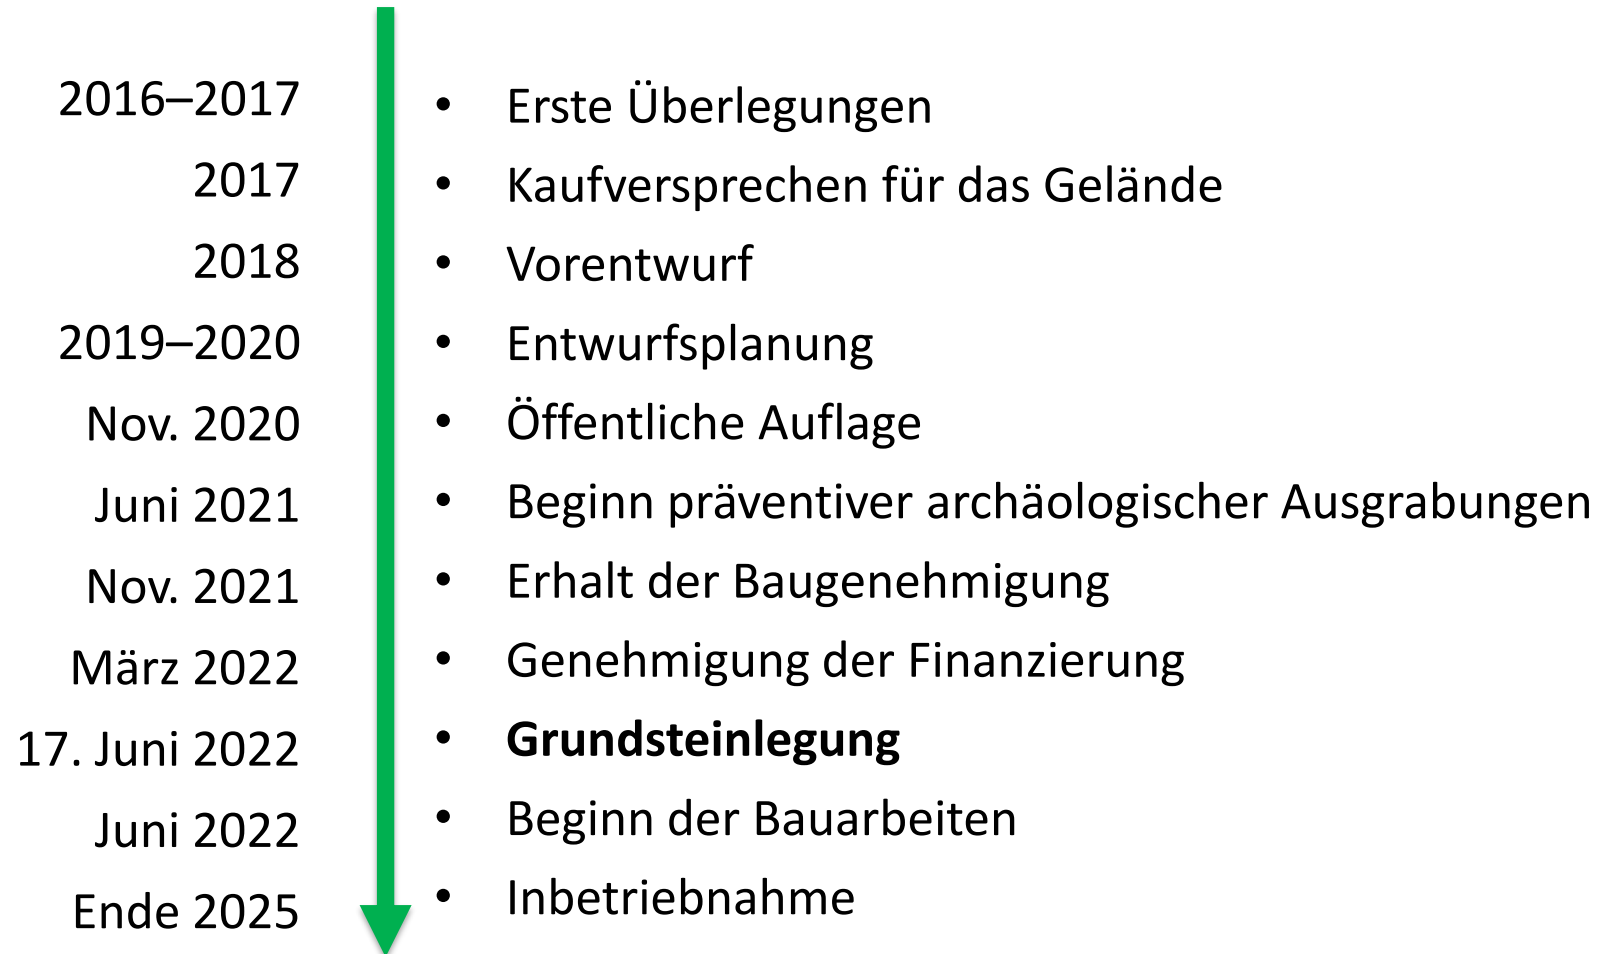 2016–2017 • Erste Überlegungen
2017 • Kaufversprechen für das Gelände
2018 • Vorentwurf
2019–2020 • Entwurfsplanung
Nov. 2020 • Öffentliche Auflage
Juni 2021 • Beginn präventiver archäologischer Ausgrabungen
Nov. 2021 • Erhalt der Baugenehmigung
März 2022 • Genehmigung der Finanzierung
17. Juni 2022 • Grundsteinlegung
Juni 2022 • Beginn der Bauarbeiten
Ende 2025 • Inbetriebnahme